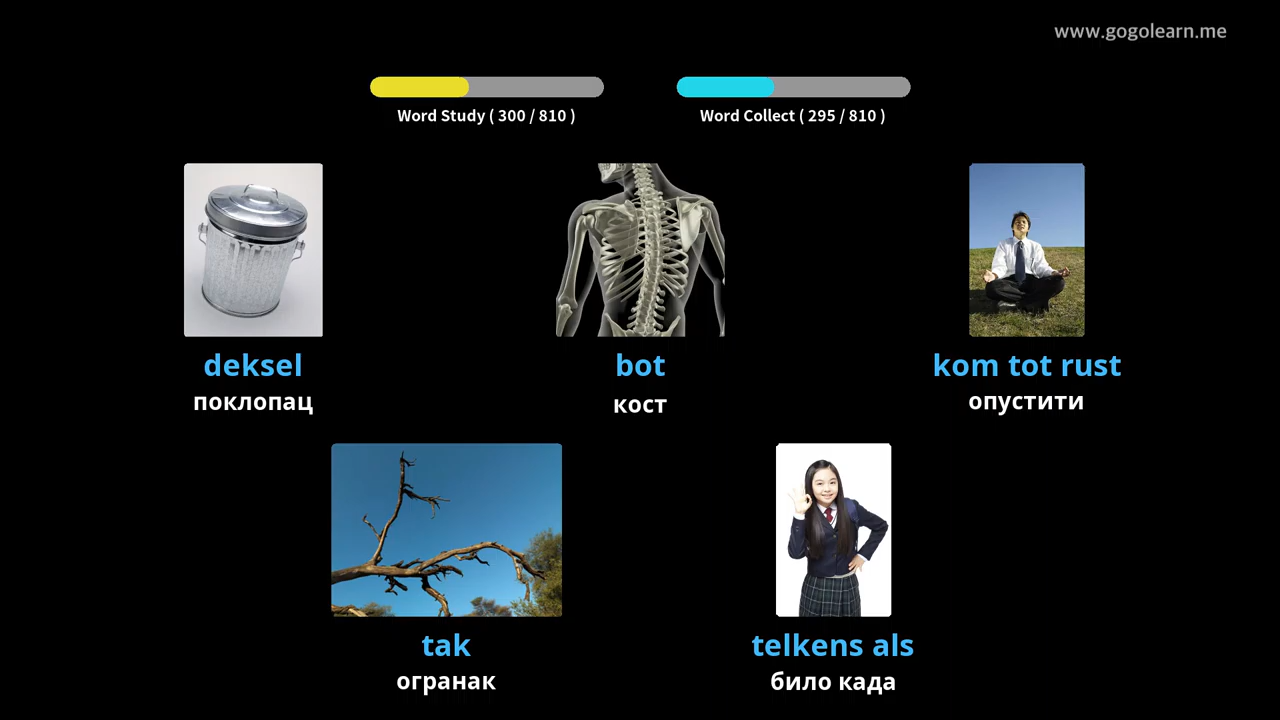 www.gogolearn.me
Word Study ( 300 / 810 )
Word Collect ( 295 / 810 )
deksel
поклопац
bot
кост
kom tot rust
опустити
tak
огранак
telkens als
било када